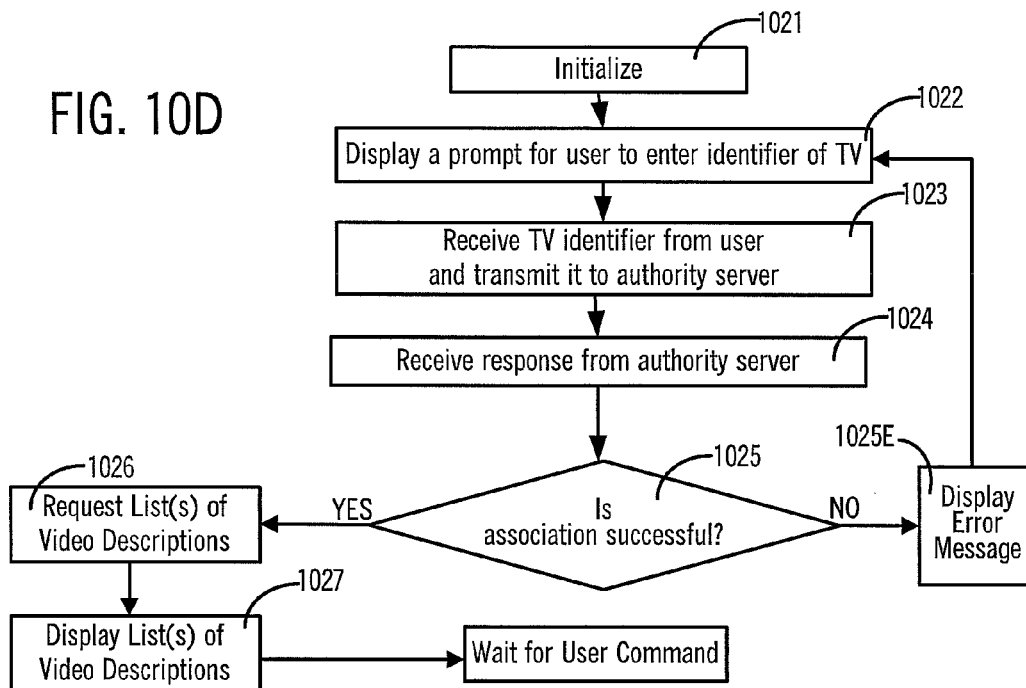 FIG. 10D
1021
Initialize
1022
Display a prompt for user to enter identifier of TV
1023
Receive TV identifier from user
and transmit it to authority server
1024
Receive response from authority server
1025
Is
association successful?
YES
NO
1025E
Display
Error
Message
1026
Request List(s) of
Video Descriptions
1027
Display List(s) of
Video Descriptions
Wait for User Command